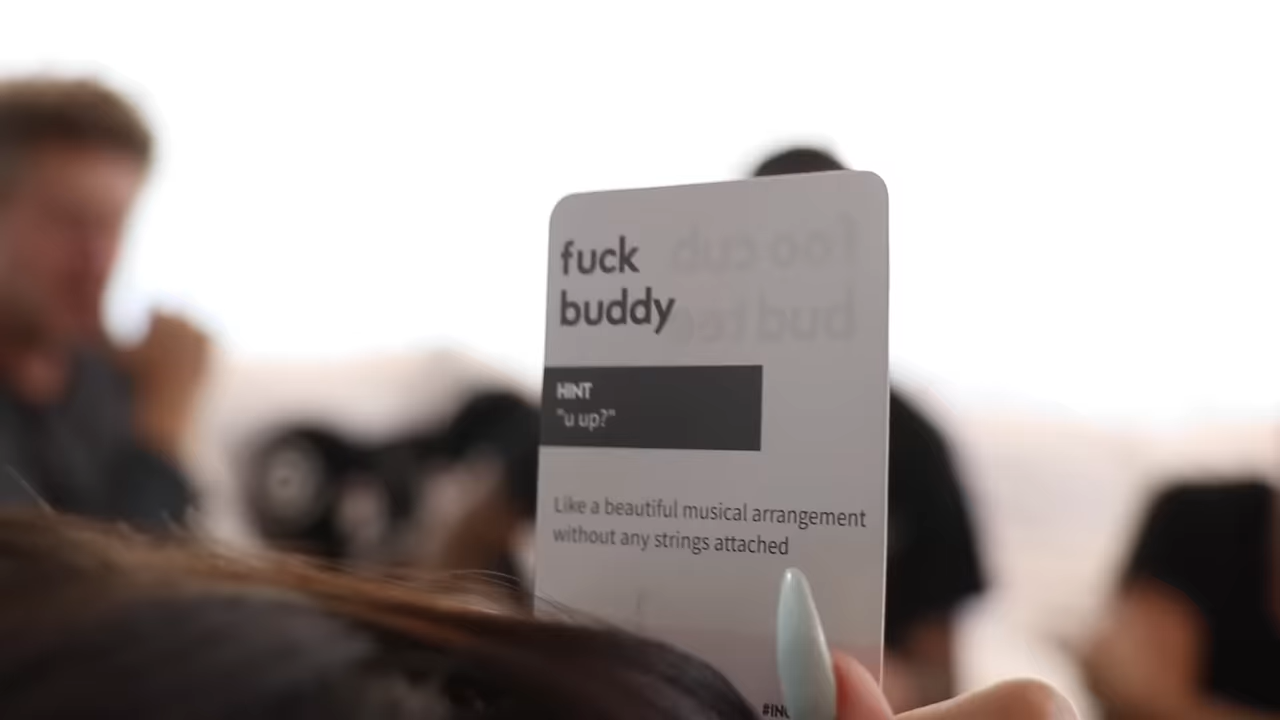 fuck
buddy
HINT
"u up?"
Like a beautiful musical arrangement
without any strings attached